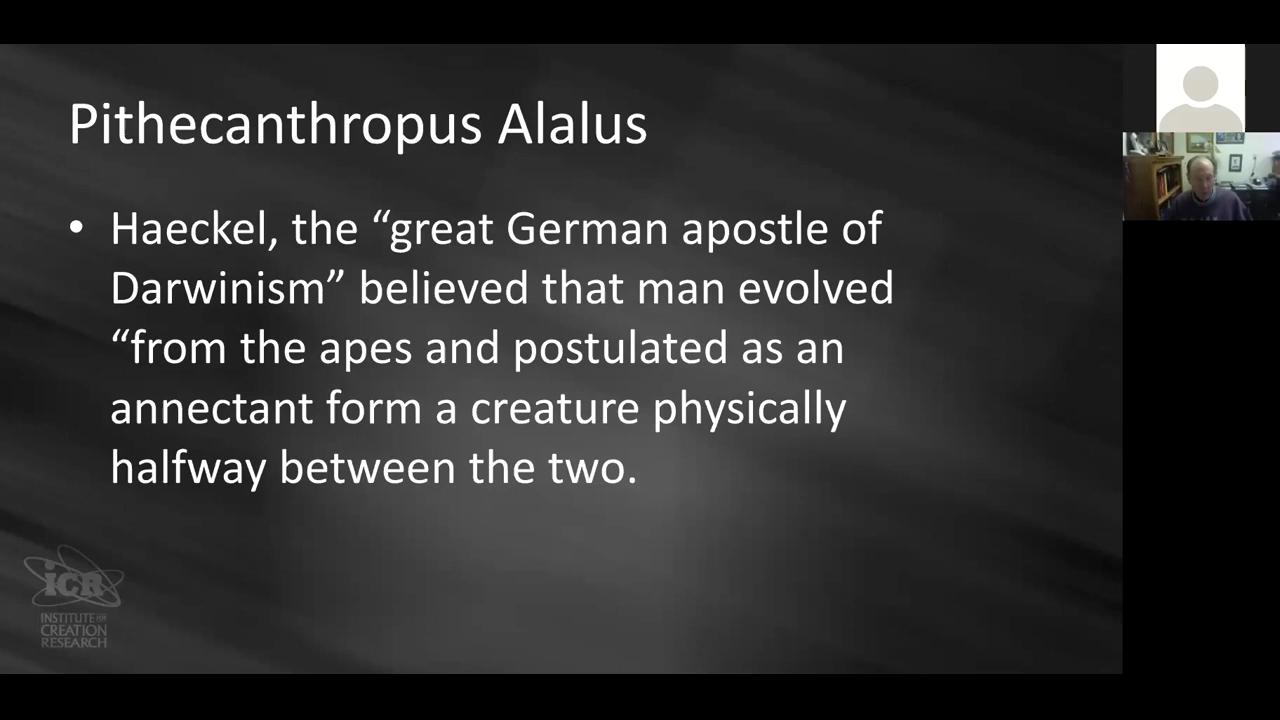 Pithecanthropus Alalus
• Haeckel, the “great German apostle of
Darwinism” believed that man evolved
“from the apes and postulated as an
annectant form a creature physically
halfway between the two.
iCR
INSTITUTE FOR
CREATION
RESEARCH